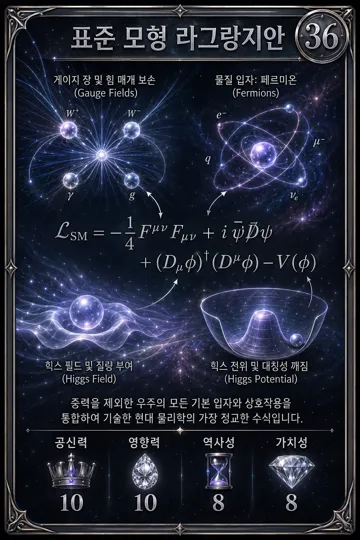 표준 모형 라그랑지안 36
게이지 장 및 힘 매개 보손
(Gauge Fields)
물질 입자: 페르미온
(Fermions)
W⁺ W⁻
γ g
e⁻
μ⁻
q
νₑ
ℒ_SM = −1/4 F^{μν} F_{μν} + i ψ̄ D̸ ψ
+ (D_μ ϕ)^† (D^μ ϕ) − V(ϕ)
힉스 필드 및 질량 부여
(Higgs Field)
힉스 전위 및 대칭성 깨짐
(Higgs Potential)
중력을 제외한 우주의 모든 기본 입자와 상호작용을
통합하여 기술한 현대 물리학의 가장 정교한 수식입니다.
공신력 영향력 역사성 가치성
10 10 8 8